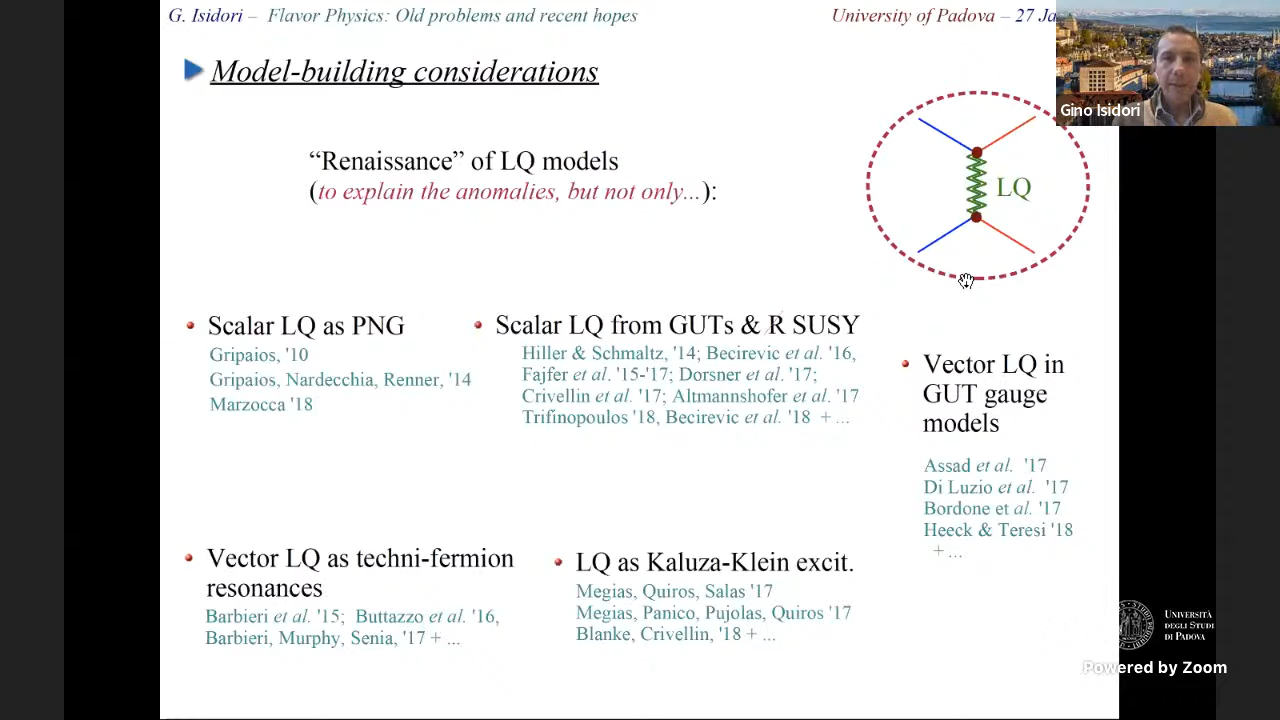 G. Isidori – Flavor Physics: Old problems and recent hopes
University of Padova – 27 Ja
Gino Isidori
Model-building considerations
“Renaissance” of LQ models
(to explain the anomalies, but not only...):
LQ
• Scalar LQ as PNG
Gripaios, '10
Gripaios, Nardecchia, Renner, '14
Marzocca '18
• Scalar LQ from GUTs & R SUSY
Hiller & Schmaltz, '14; Becirevic et al. '16,
Fajfer et al. '15-'17; Dorsner et al. '17;
Crivellin et al. '17; Altmannshofer et al. '17
Trifinopoulos '18, Becirevic et al. '18 + ...
• Vector LQ in
GUT gauge
models
Assad et al. '17
Di Luzio et al. '17
Bordone et al. '17
Heeck & Teresi '18
+ ...
• Vector LQ as techni-fermion
resonances
Barbieri et al. '15; Buttazzo et al. '16,
Barbieri, Murphy, Senia, '17 + ...
• LQ as Kaluza-Klein excit.
Megias, Quiros, Salas '17
Megias, Panico, Pujolas, Quiros '17
Blanke, Crivellin, '18 + ...
UNIVERSITÀ
DEGLI STUDI
DI PADOVA
Powered by Zoom